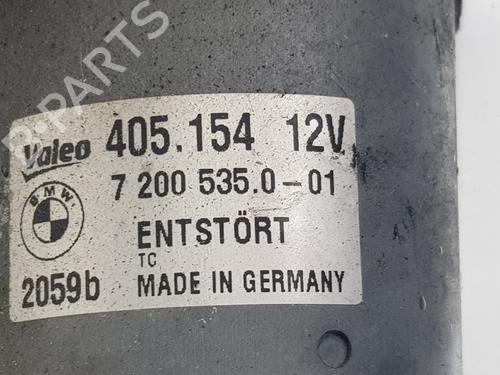 B-PARTS
Valeo 405.154 12V
7 200 535.0-01
BMW
ENTSTÖRT
TC
2059b MADE IN GERMANY